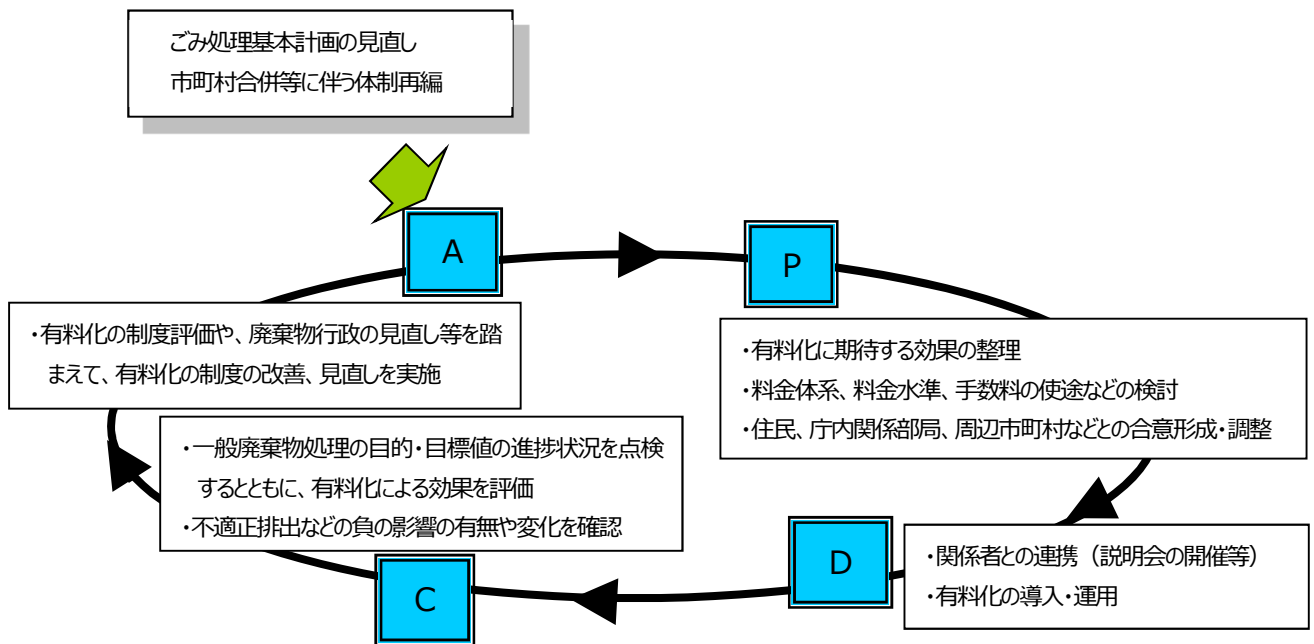 ごみ処理基本計画の見直し
市町村合併等に伴う体制再編
A
P
・有料化の制度評価や、廃棄物行政の見直し等を踏
まえて、有料化の制度の改善、見直しを実施
・有料化に期待する効果の整理
・料金体系、料金水準、手数料の使途などの検討
・住民、庁内関係部局、周辺市町村などとの合意形成・調整
・一般廃棄物処理の目的・目標値の進捗状況を点検
するとともに、有料化による効果を評価
・不適正排出などの負の影響の有無や変化を確認
D
・関係者との連携（説明会の開催等）
・有料化の導入・運用
C